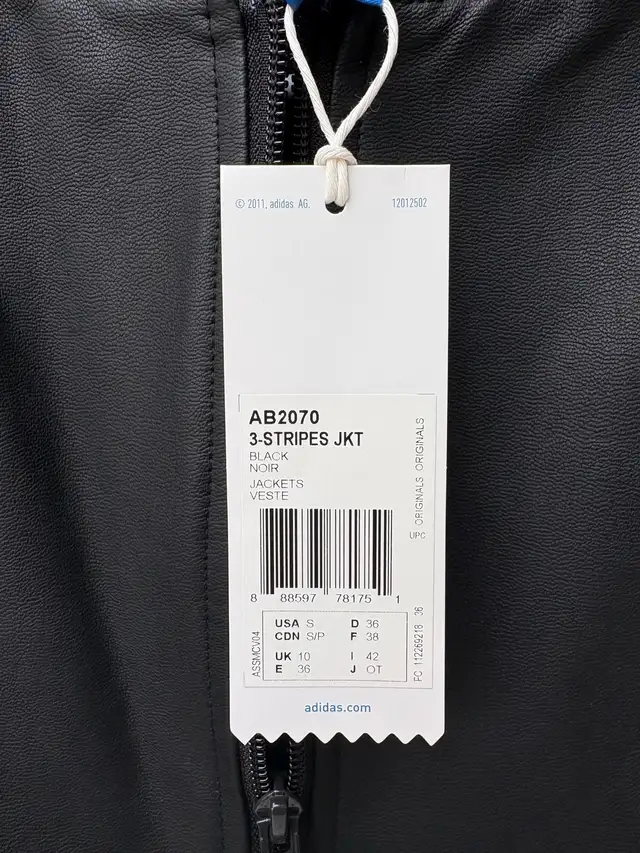 © 2011, adidas AG.
12012502
AB2070
3-STRIPES JKT
BLACK
NOIR
JACKETS
VESTE
ORIGINALS ORIGINALS
UPC
8 88597 78175 1
ASSMCV04
USA S D 36
CDN S/P F 38
UK 10 I 42
E 36 J OT
PC 112269218 36
adidas.com